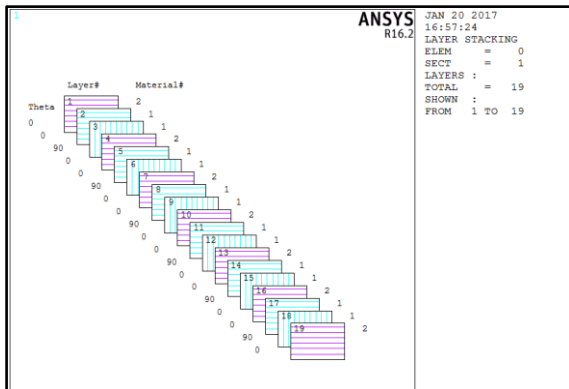 1
ANSYS
R16.2
JAN 20 2017
16:57:24
LAYER STACKING
ELEM = 0
SECT = 1
LAYERS :
TOTAL = 19
SHOWN :
FROM 1 TO 19
Layer# Material#
Theta
0 1 2
0 2 1
90 3 1
0 4 2
0 5 1
90 6 1
0 7 2
0 8 1
90 9 1
0 10 2
0 11 1
90 12 1
0 13 2
0 14 1
90 15 1
0 16 2
0 17 1
90 18 1
0 19 2